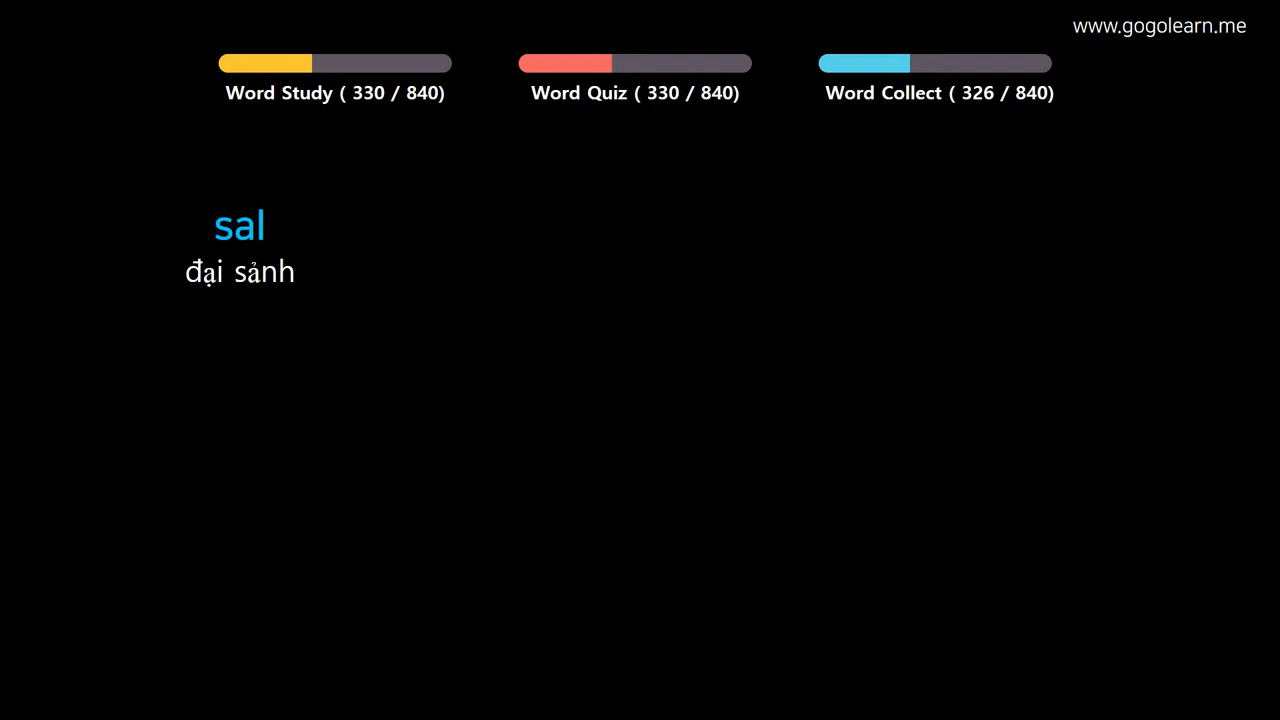 www.gogolearn.me
Word Study ( 330 / 840)
Word Quiz ( 330 / 840)
Word Collect ( 326 / 840)
sal
đại sảnh